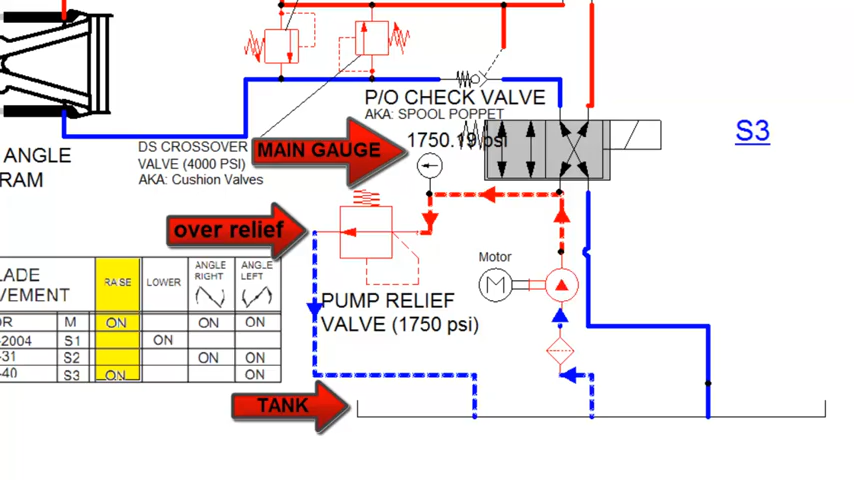 P/O CHECK VALVE
AKA: SPOOL POPPET
1750.19 psi
S3
MAIN GAUGE
DS CROSSOVER
VALVE (4000 PSI)
AKA: Cushion Valves
ANGLE
RAM
over relief
Motor
M
PUMP RELIEF
VALVE (1750 psi)
LADE
VEMENT
RAISE
LOWER
ANGLE
RIGHT
ANGLE
LEFT
OR M ON ON ON
-2004 S1 ON
-31 S2 ON ON
-40 S3 ON ON
TANK